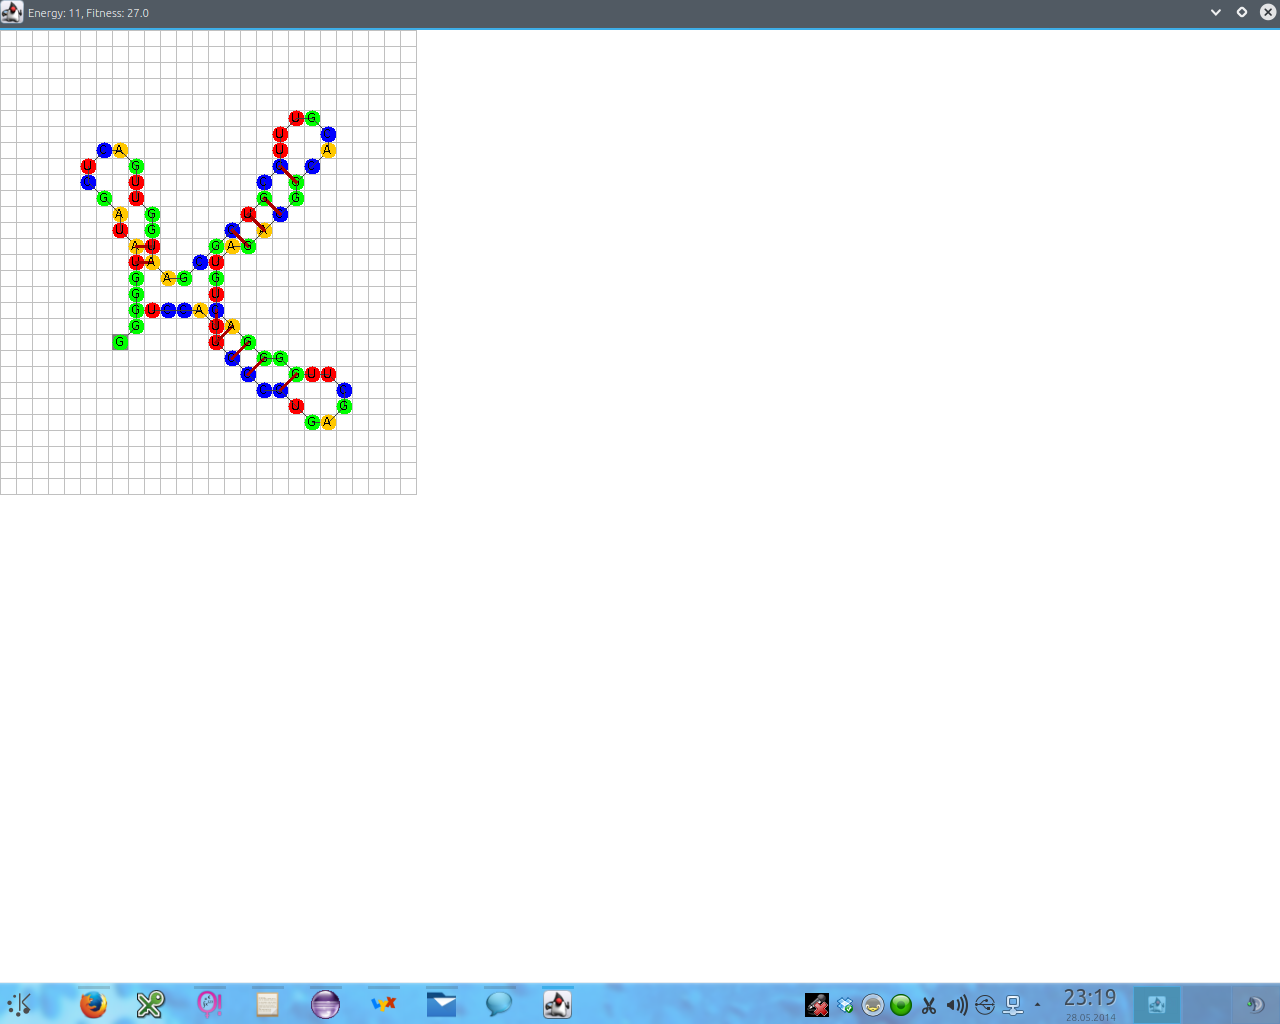 Energy: 11, Fitness: 27.0
U G
U
A U A
U G
U G
G U G G
A G U
U G A
A U G A G
U A U
G A G G
G U
G U A
G U A
G U G
G G
G U U
U G
G A
23:19
28.05.2014